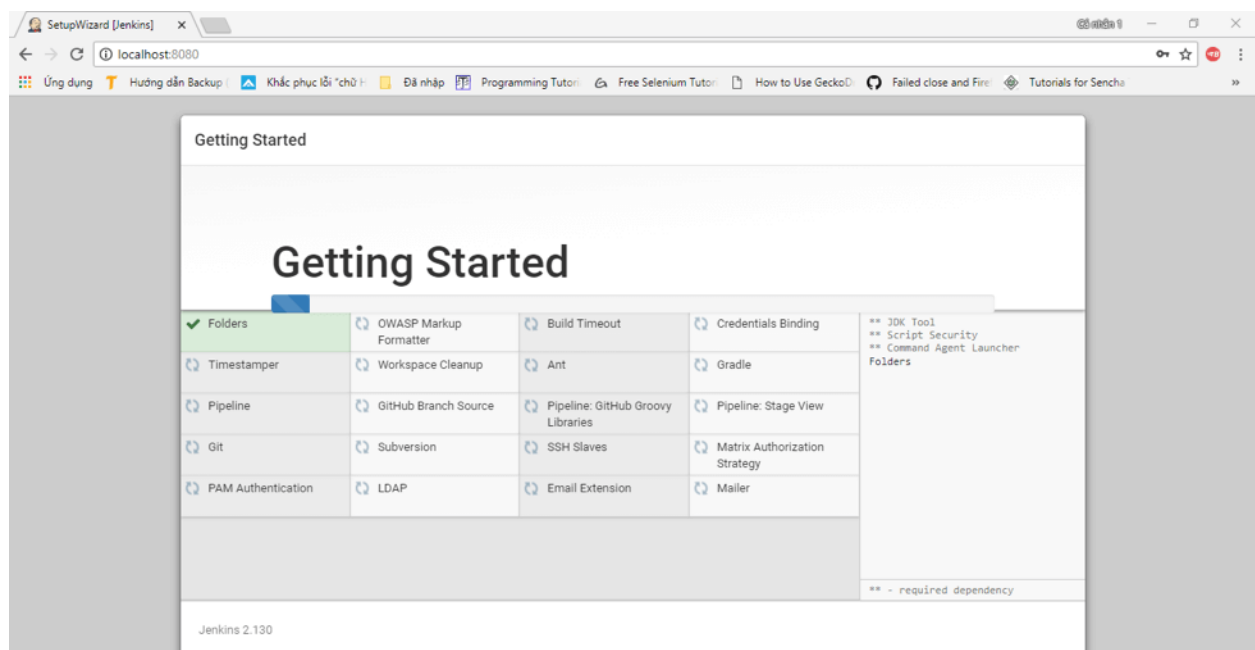 SetupWizard [Jenkins]
Cá nhân 1
localhost:8080
Ứng dụng
Hướng dẫn Backup (
Khắc phục lỗi "chữ H
Đã nhập
Programming Tutori
Free Selenium Tutori
How to Use GeckoD
Failed close and Fire
Tutorials for Sencha
Getting Started
Getting Started
Folders
OWASP Markup
Formatter
Build Timeout
Credentials Binding
Timestamper
Workspace Cleanup
Ant
Gradle
Pipeline
GitHub Branch Source
Pipeline: GitHub Groovy
Libraries
Pipeline: Stage View
Git
Subversion
SSH Slaves
Matrix Authorization
Strategy
PAM Authentication
LDAP
Email Extension
Mailer
** JDK Tool
** Script Security
** Command Agent Launcher
Folders
** - required dependency
Jenkins 2.130